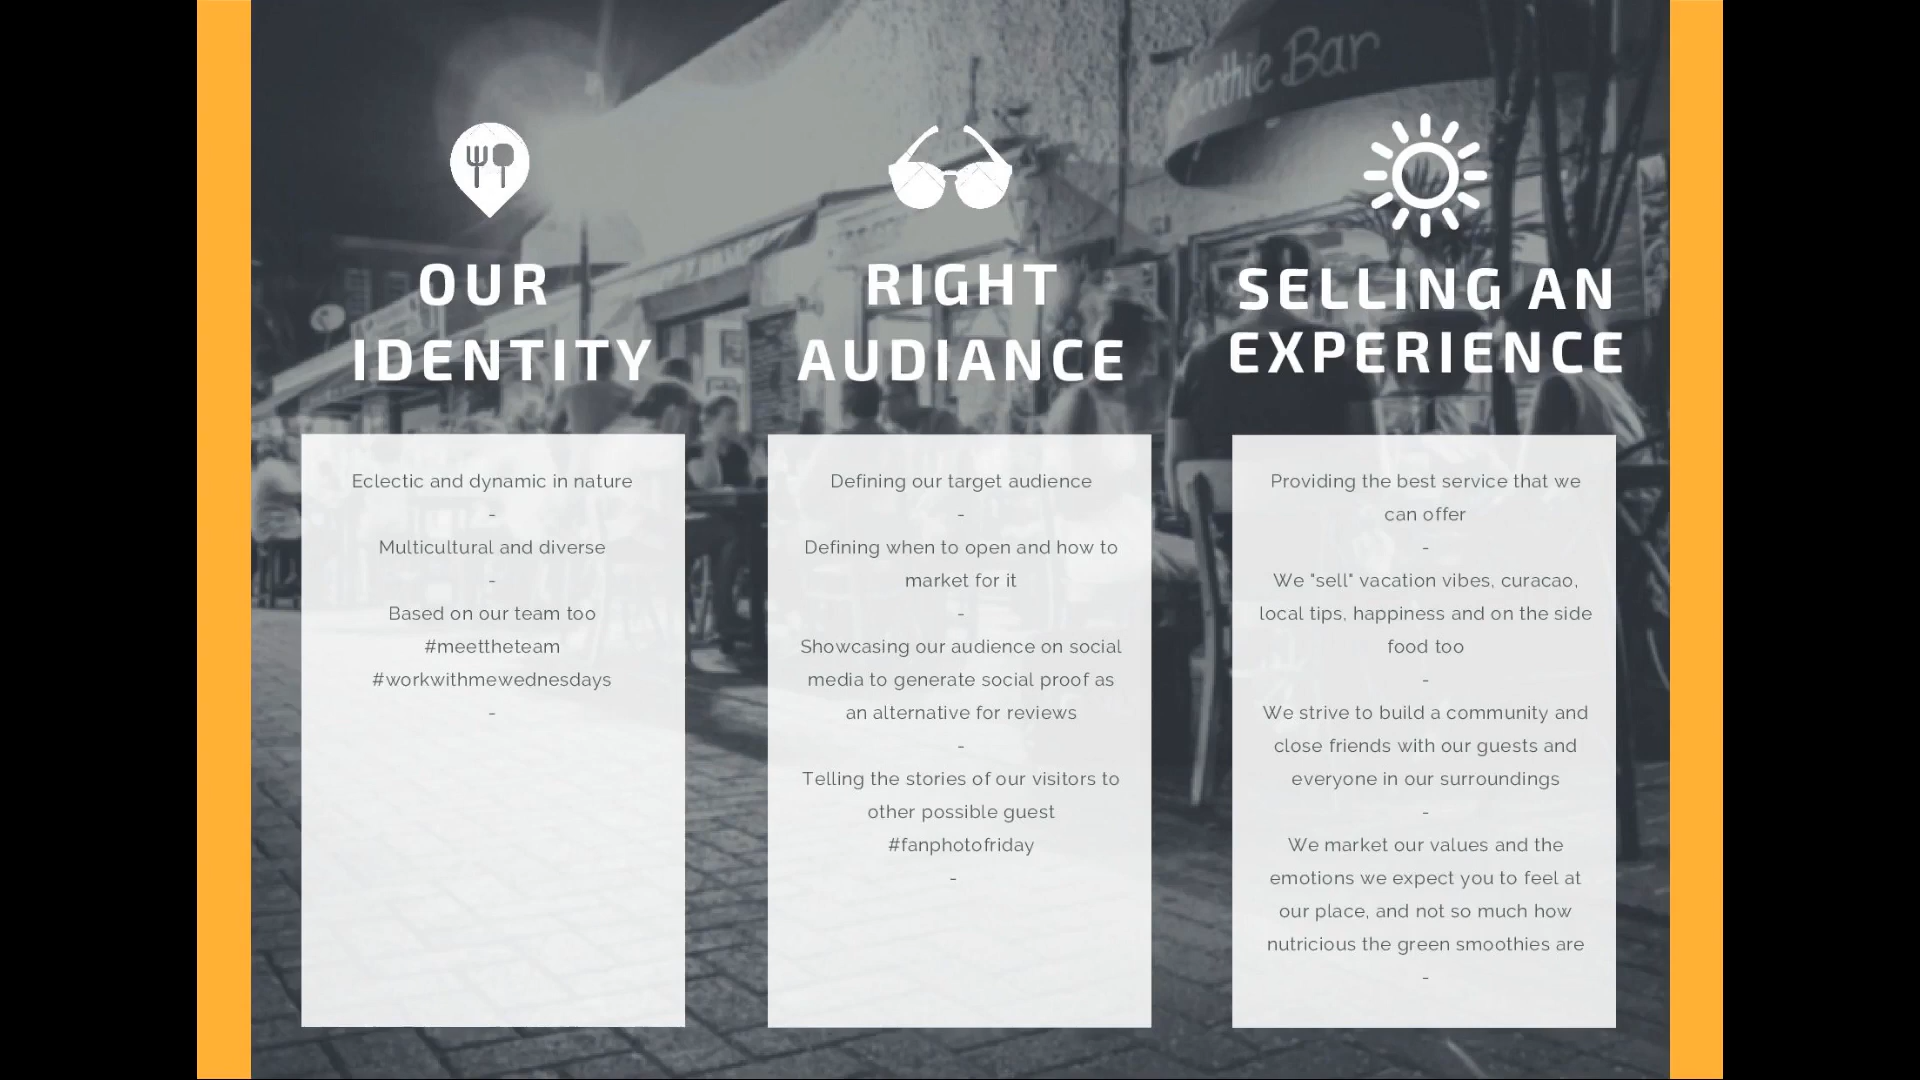 Smoothie Bar
OUR
IDENTITY
Eclectic and dynamic in nature
-
Multicultural and diverse
-
Based on our team too
#meettheteam
#workwithmewednesdays
-
RIGHT
AUDIANCE
Defining our target audience
-
Defining when to open and how to
market for it
-
Showcasing our audience on social
media to generate social proof as
an alternative for reviews
-
Telling the stories of our visitors to
other possible guest
#fanphotofriday
-
SELLING AN
EXPERIENCE
Providing the best service that we
can offer
-
We "sell" vacation vibes, curacao,
local tips, happiness and on the side
food too
-
We strive to build a community and
close friends with our guests and
everyone in our surroundings
-
We market our values and the
emotions we expect you to feel at
our place, and not so much how
nutricious the green smoothies are
-